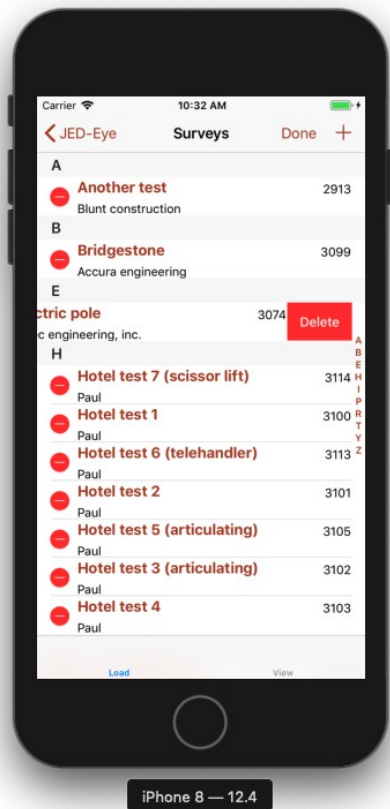 Carrier 10:32 AM
JED-Eye Surveys Done +
A
Another test 2913
Blunt construction
B
Bridgestone 3099
Accura engineering
E
ctric pole 3074 Delete
c engineering, inc.
H
Hotel test 7 (scissor lift) 3114
Paul
Hotel test 1 3100
Paul
Hotel test 6 (telehandler) 3113
Paul
Hotel test 2 3101
Paul
Hotel test 5 (articulating) 3105
Paul
Hotel test 3 (articulating) 3102
Paul
Hotel test 4 3103
Paul
A
B
E
H
I
P
R
T
Y
Z
Load View
iPhone 8 — 12.4